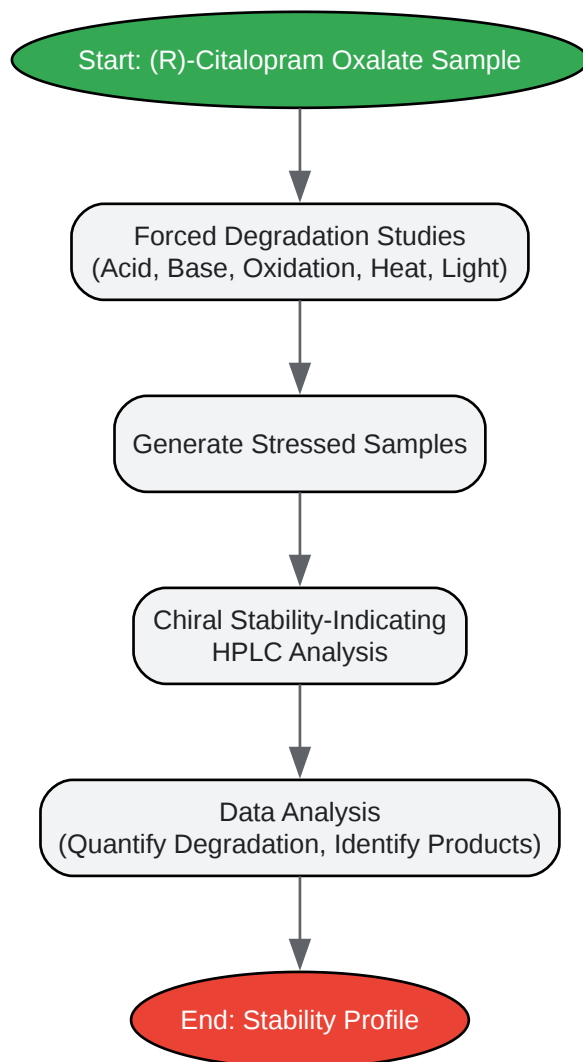 Start: (R)-Citalopram Oxalate Sample
Forced Degradation Studies
(Acid, Base, Oxidation, Heat, Light)
Generate Stressed Samples
Chiral Stability-Indicating
HPLC Analysis
Data Analysis
(Quantify Degradation, Identify Products)
End: Stability Profile